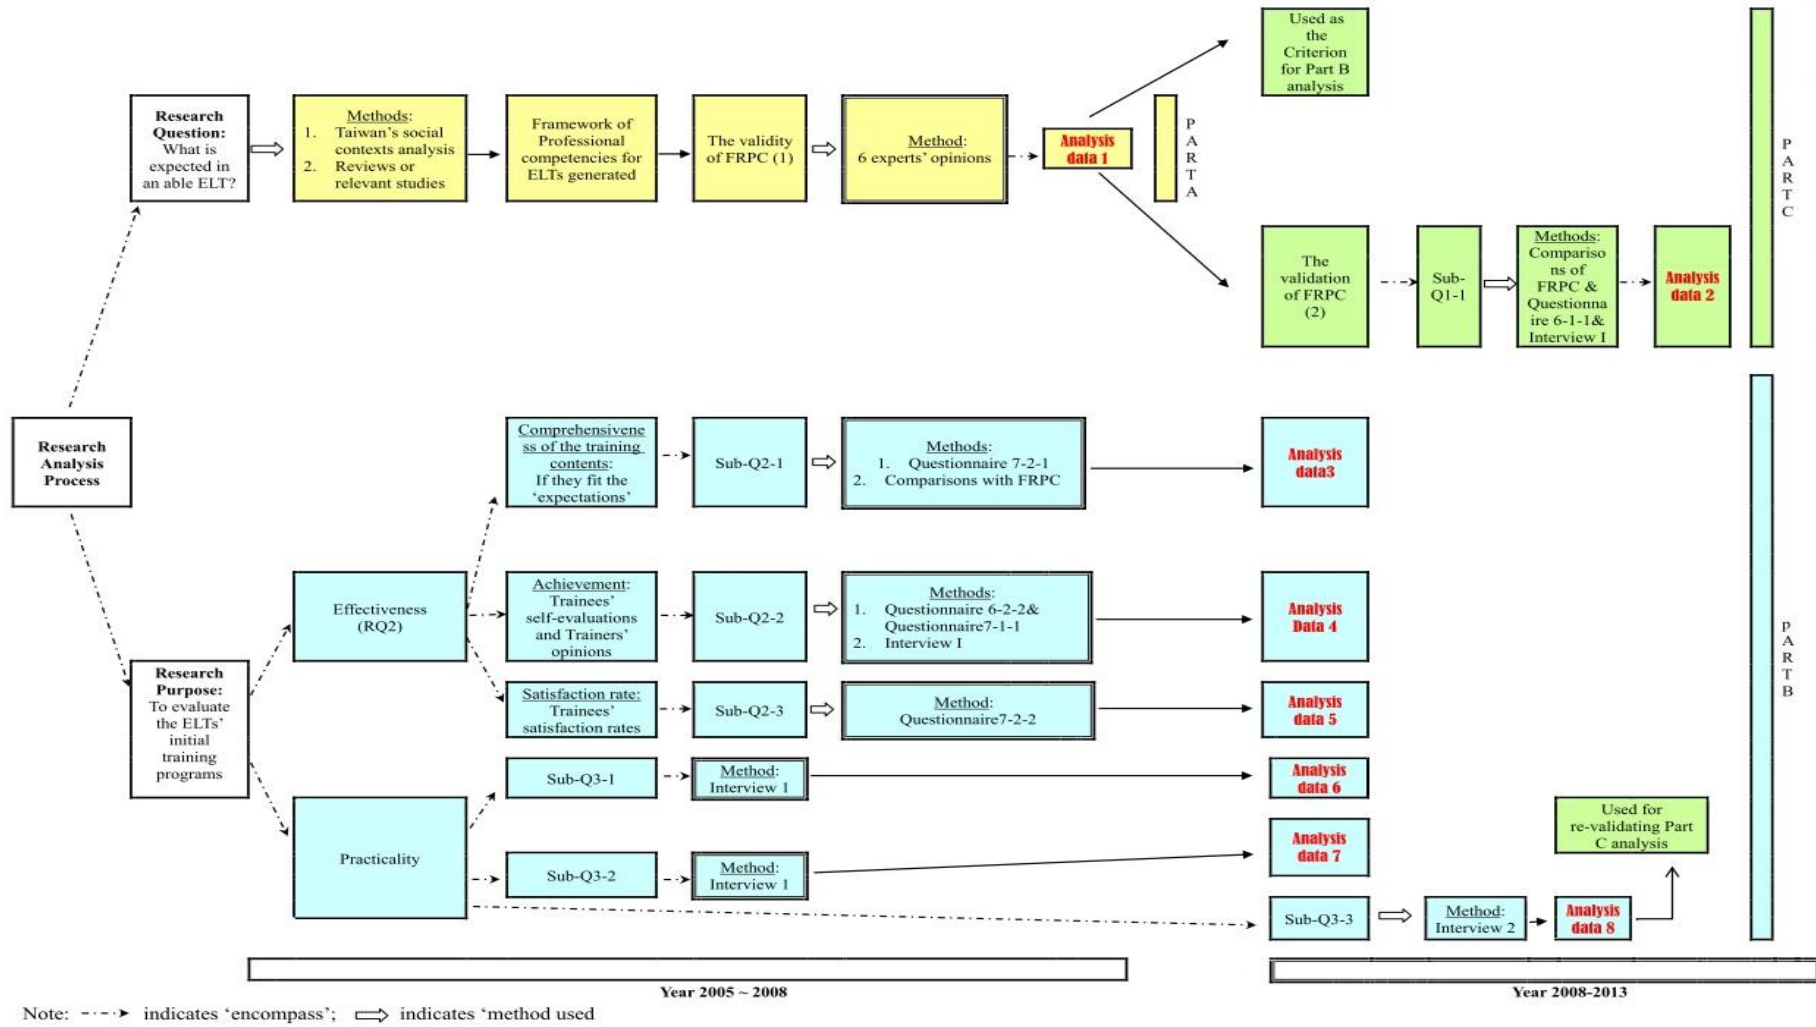 Used as
the
Criterion
for Part B
analysis
Research
Question:
What is
expected in
an able ELT?
Methods:
1. Taiwan's social
contexts analysis
2. Reviews or
relevant studies
Framework of
Professional
competencies for
ELTs generated
The validity
of FRPC (1)
Method:
6 experts' opinions
Analysis
data 1
P
A
R
T
A
P
A
R
T
C
The
validation
of FRPC
(2)
Sub-
Q1-1
Methods:
Compariso
ns of
FRPC &
Questionna
ire 6-1-1&
Interview I
Analysis
data 2
Research
Analysis
Process
Comprehensivene
ss of the training
contents:
If they fit the
'expectations'
Sub-Q2-1
Methods:
1. Questionnaire 7-2-1
2. Comparisons with FRPC
Analysis
data3
Effectiveness
(RQ2)
Achievement:
Trainees'
self-evaluations
and Trainers'
opinions
Sub-Q2-2
Methods:
1. Questionnaire 6-2-2&
Questionnaire7-1-1
2. Interview I
Analysis
Data 4
p
A
R
T
B
Research
Purpose:
To evaluate
the ELTs'
initial
training
programs
Satisfaction rate:
Trainees'
satisfaction rates
Sub-Q2-3
Method:
Questionnaire7-2-2
Analysis
data 5
Sub-Q3-1
Method:
Interview 1
Analysis
data 6
Practicality
Sub-Q3-2
Method:
Interview 1
Analysis
data 7
Used for
re-validating Part
C analysis
Sub-Q3-3
Method:
Interview 2
Analysis
data 8
Year 2005 ~ 2008
Year 2008-2013
Note: indicates 'encompass'; indicates 'method used